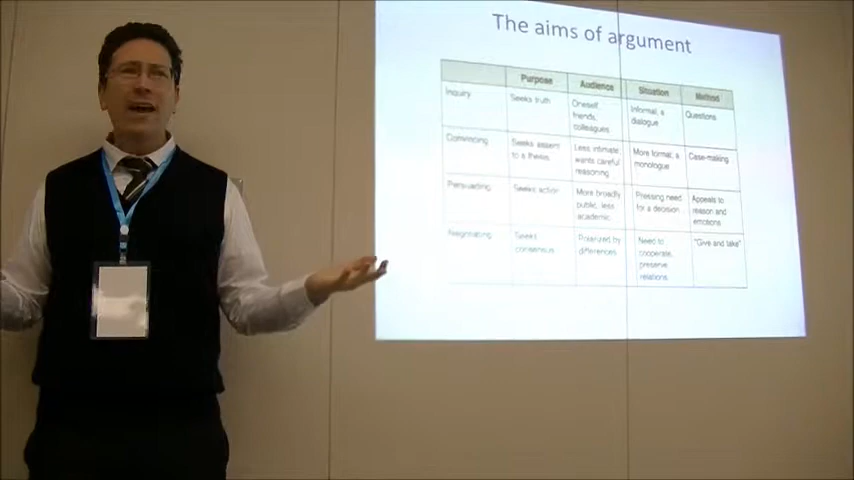 The aims of argument
Purpose Audience Situation Method
Inquiry Seeks truth Oneself, Informal, a Questions
friends, dialogue
colleagues
Convincing Seeks assent Less intimate, More formal, a Case-making
to a thesis wants careful monologue
reasoning
Persuading Seeks action More broadly Pressing need Appeals to
public, less for a decision reason and
academic emotions
Negotiating Seeks Polarized by Need to "Give and take"
consensus differences cooperate,
preserve
relations